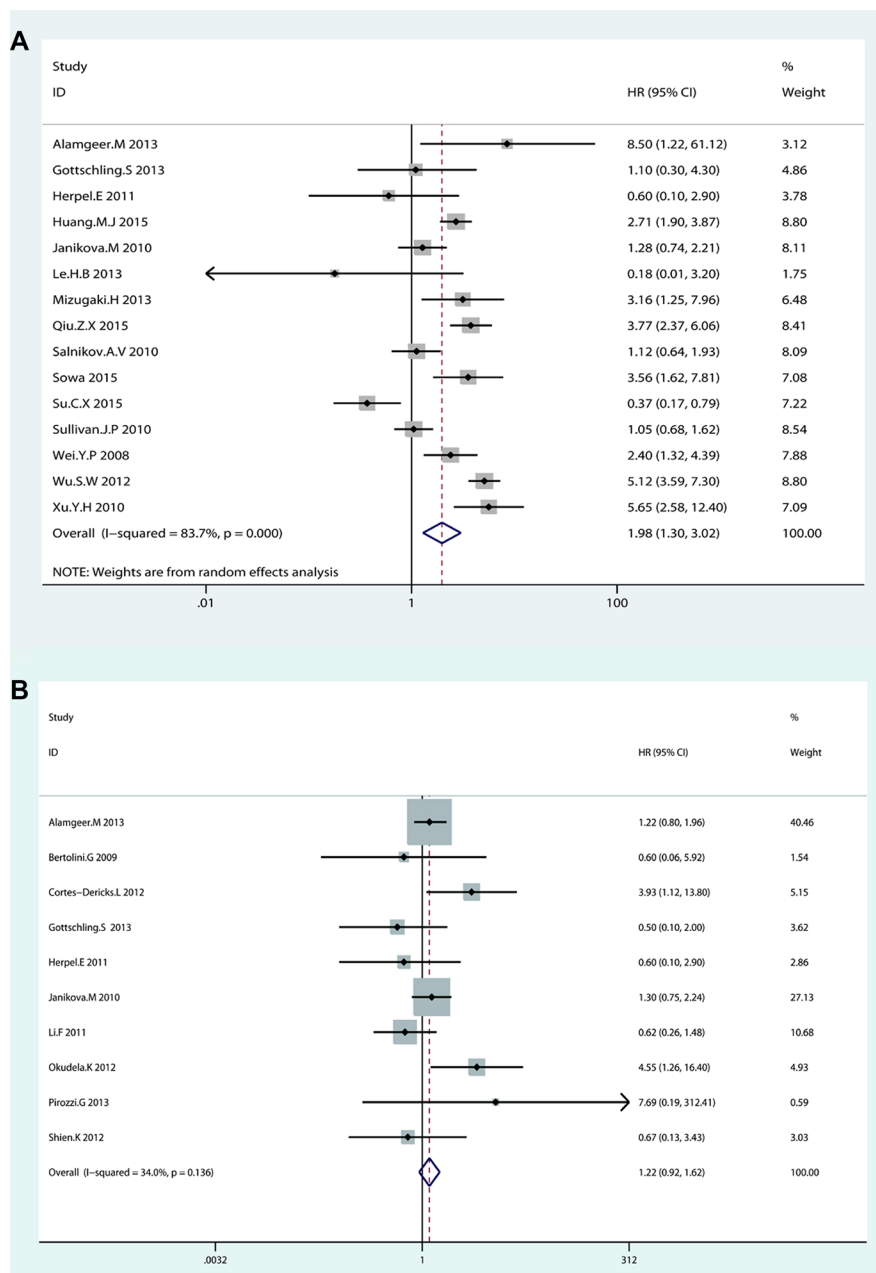 A
Study %
ID HR (95% CI) Weight
Alamgeer.M 2013 8.50 (1.22, 61.12) 3.12
Gottschling.S 2013 1.10 (0.30, 4.30) 4.86
Herpel.E 2011 0.60 (0.10, 2.90) 3.78
Huang.M.J 2015 2.71 (1.90, 3.87) 8.80
Janikova.M 2010 1.28 (0.74, 2.21) 8.11
Le.H.B 2013 0.18 (0.01, 3.20) 1.75
Mizugaki.H 2013 3.16 (1.25, 7.96) 6.48
Qiu.Z.X 2015 3.77 (2.37, 6.06) 8.41
Salnikov.A.V 2010 1.12 (0.64, 1.93) 8.09
Sowa 2015 3.56 (1.62, 7.81) 7.08
Su.C.X 2015 0.37 (0.17, 0.79) 7.22
Sullivan.J.P 2010 1.05 (0.68, 1.62) 8.54
Wei.Y.P 2008 2.40 (1.32, 4.39) 7.88
Wu.S.W 2012 5.12 (3.59, 7.30) 8.80
Xu.Y.H 2010 5.65 (2.58, 12.40) 7.09
Overall (I−squared = 83.7%, p = 0.000) 1.98 (1.30, 3.02) 100.00
NOTE: Weights are from random effects analysis
.01 1 100
B
Study %
ID HR (95% CI) Weight
Alamgeer.M 2013 1.22 (0.80, 1.96) 40.46
Bertolini.G 2009 0.60 (0.06, 5.92) 1.54
Cortes−Dericks.L 2012 3.93 (1.12, 13.80) 5.15
Gottschling.S 2013 0.50 (0.10, 2.00) 3.62
Herpel.E 2011 0.60 (0.10, 2.90) 2.86
Janikova.M 2010 1.30 (0.75, 2.24) 27.13
Li.F 2011 0.62 (0.26, 1.48) 10.68
Okudela.K 2012 4.55 (1.26, 16.40) 4.93
Pirozzi.G 2013 7.69 (0.19, 312.41) 0.59
Shien.K 2012 0.67 (0.13, 3.43) 3.03
Overall (I−squared = 34.0%, p = 0.136) 1.22 (0.92, 1.62) 100.00
.0032 1 312